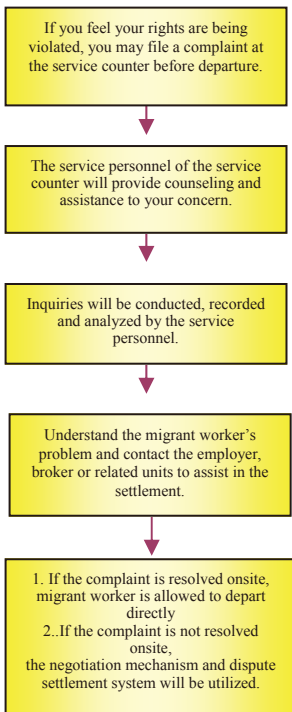 If you feel your rights are being
violated, you may file a complaint at
the service counter before departure.
The service personnel of the service
counter will provide counseling and
assistance to your concern.
Inquiries will be conducted, recorded
and analyzed by the service
personnel.
Understand the migrant worker's
problem and contact the employer,
broker or related units to assist in the
settlement.
1. If the complaint is resolved onsite,
migrant worker is allowed to depart
directly
2..If the complaint is not resolved
onsite,
the negotiation mechanism and dispute
settlement system will be utilized.